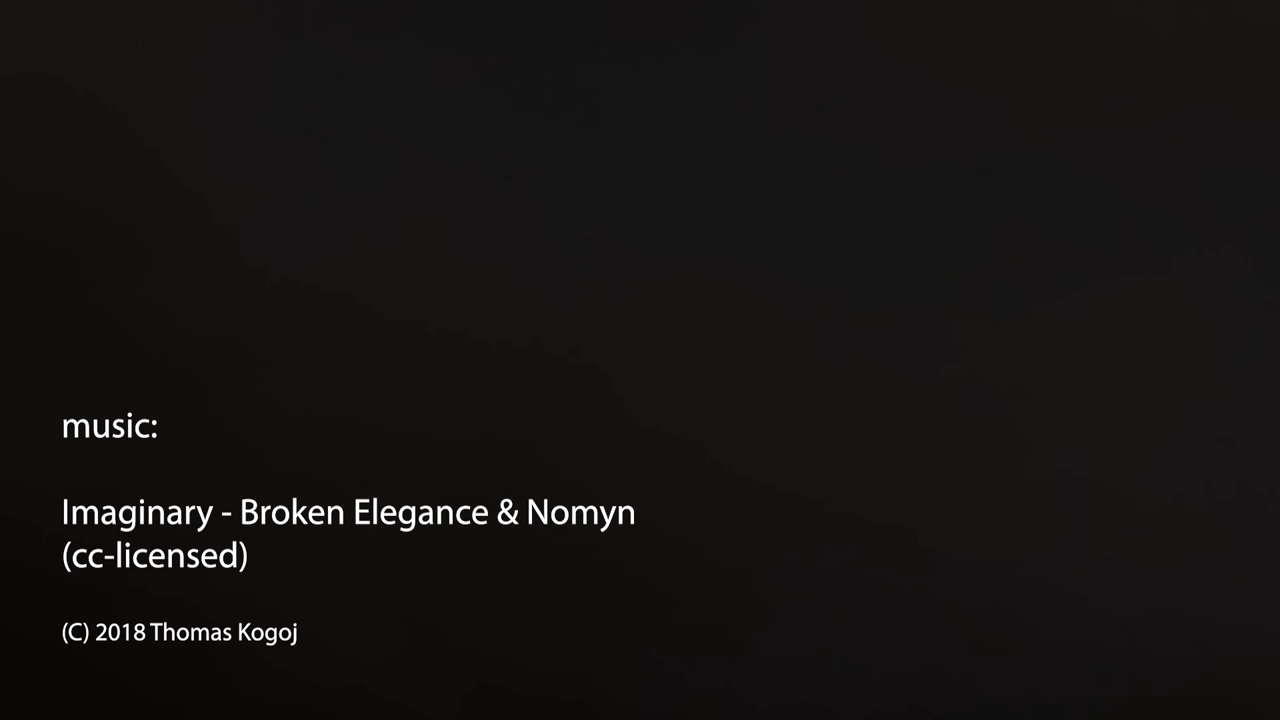 music:
Imaginary - Broken Elegance & Nomyn
(cc-licensed)
(C) 2018 Thomas Kogoj